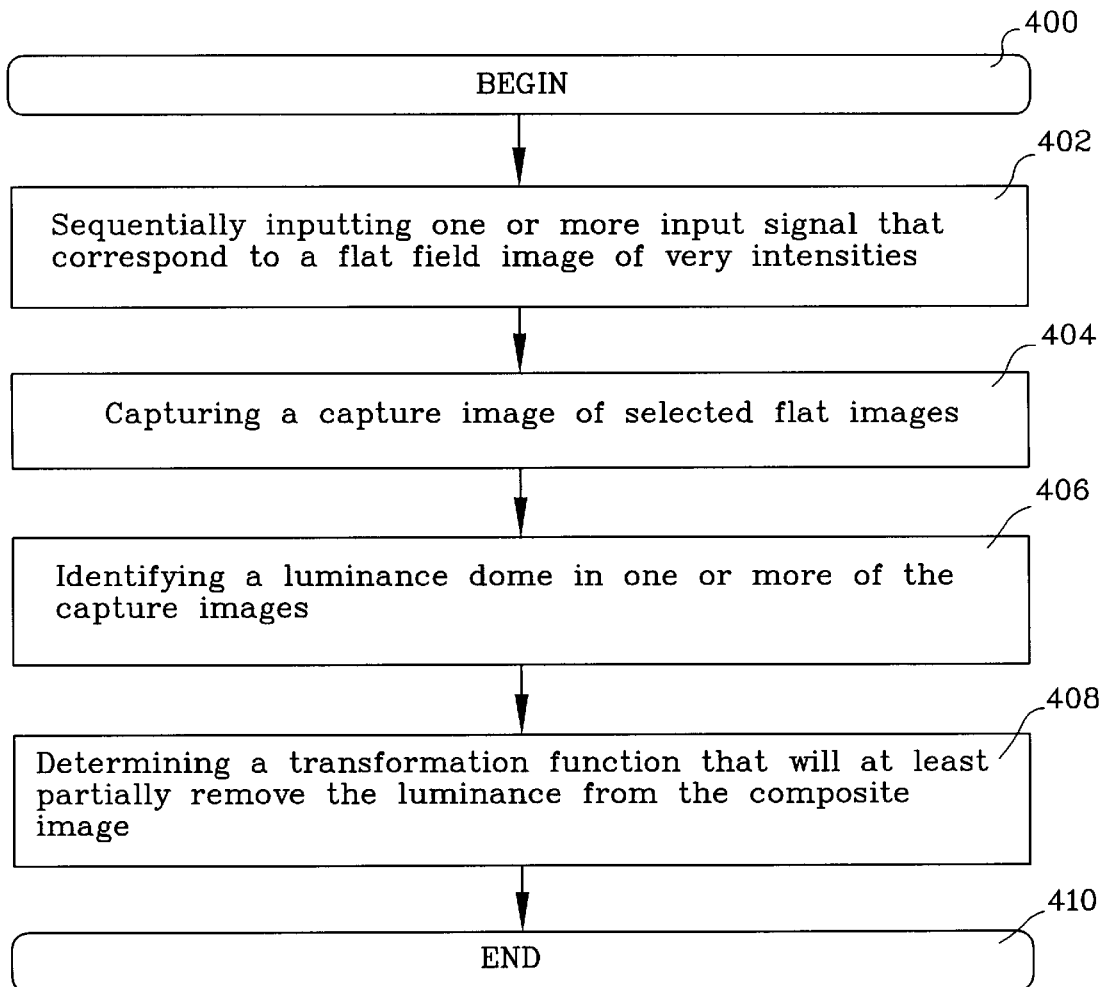 400
BEGIN
402
Sequentially inputting one or more input signal that
correspond to a flat field image of very intensities
404
Capturing a capture image of selected flat images
406
Identifying a luminance dome in one or more of the
capture images
408
Determining a transformation function that will at least
partially remove the luminance from the composite
image
410
END